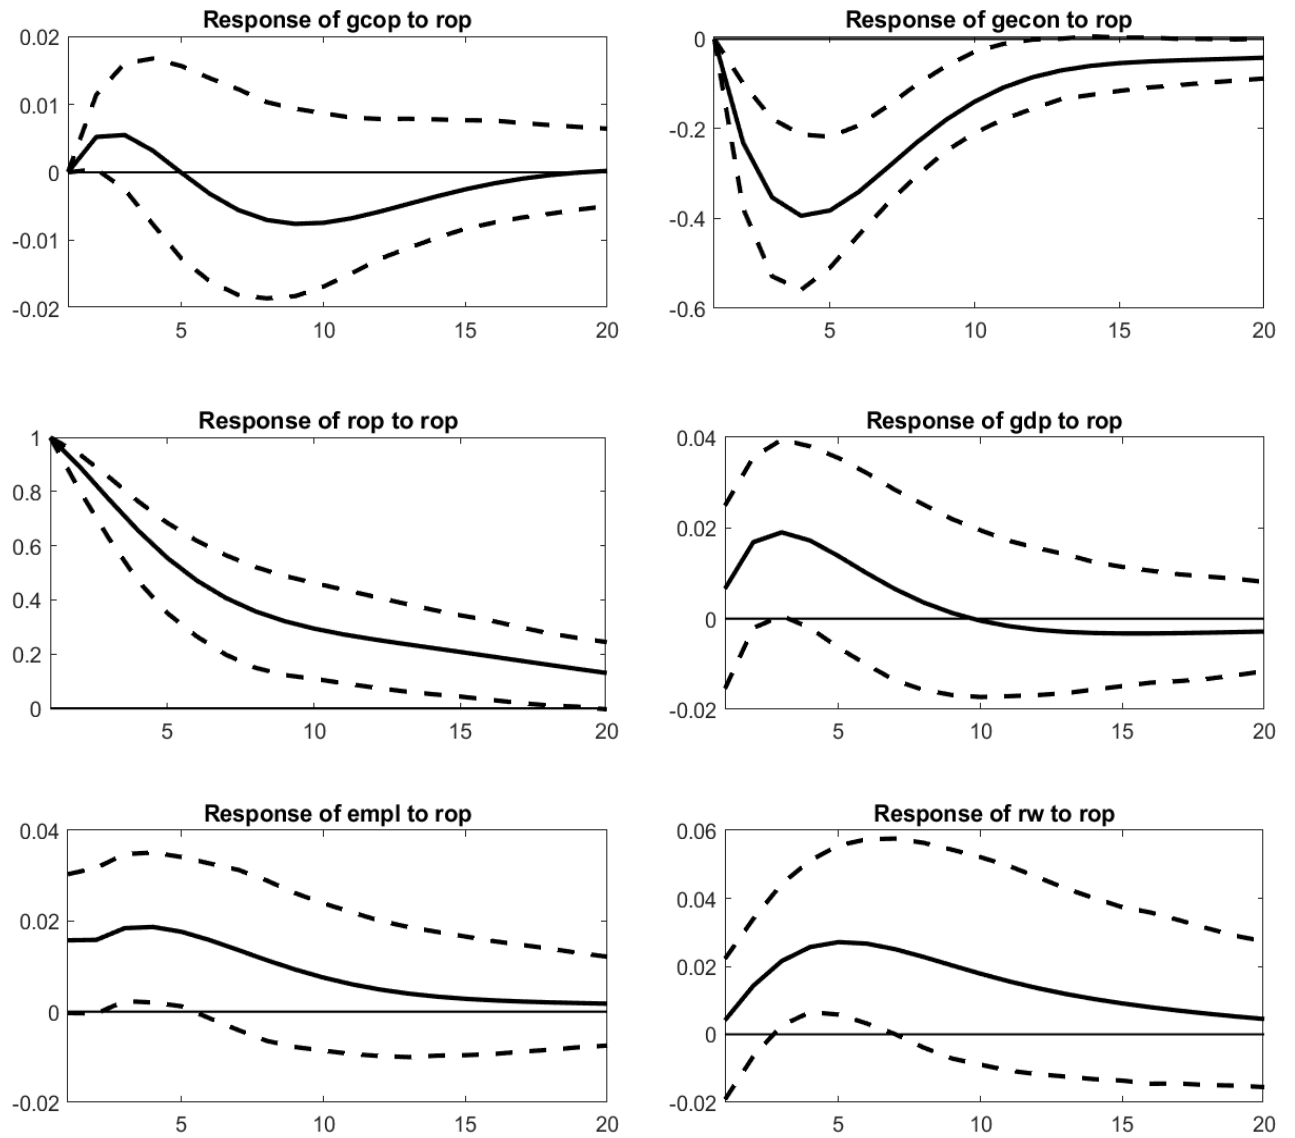 Response of gcop to rop
0.02
0.01
0
-0.01
-0.02
5 10 15 20
Response of gecon to rop
0
-0.2
-0.4
-0.6
5 10 15 20
Response of rop to rop
1
0.8
0.6
0.4
0.2
0
5 10 15 20
Response of gdp to rop
0.04
0.02
0
-0.02
5 10 15 20
Response of empl to rop
0.04
0.02
0
-0.02
5 10 15 20
Response of rw to rop
0.06
0.04
0.02
0
-0.02
5 10 15 20